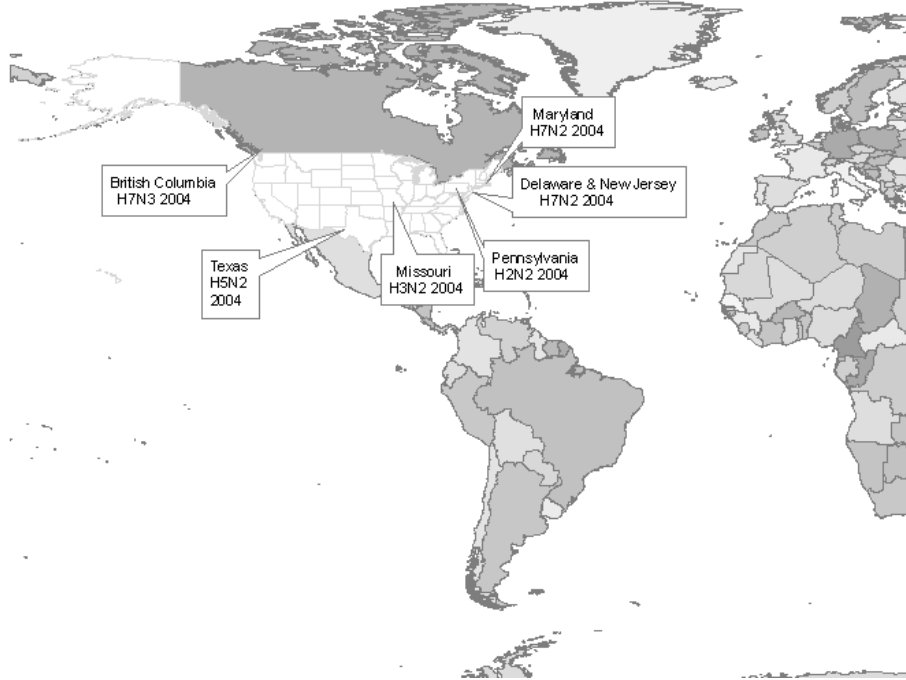 Maryland
H7N2 2004
British Columbia
H7N3 2004
Delaware & New Jersey
H7N2 2004
Texas
H5N2
2004
Missouri
H3N2 2004
Pennsylvania
H2N2 2004